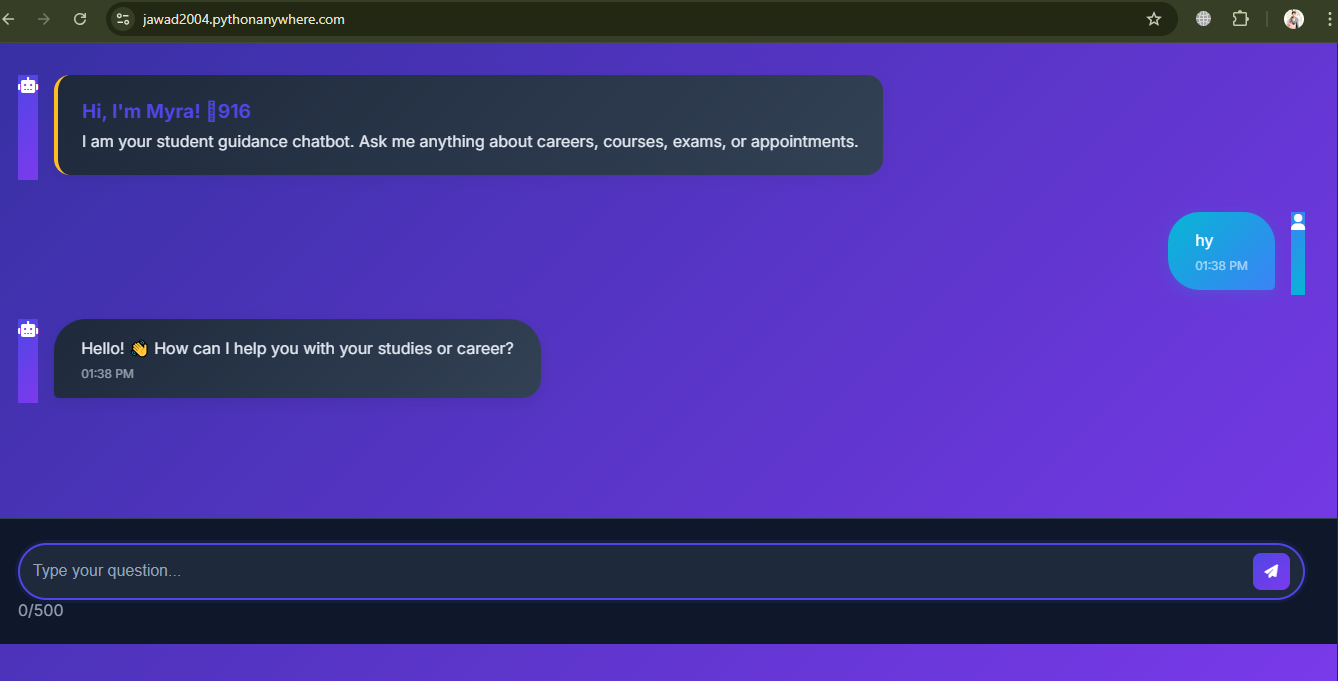 jawad2004.pythonanywhere.com
Hi, I'm Myra! 916
I am your student guidance chatbot. Ask me anything about careers, courses, exams, or appointments.
hy
01:38 PM
Hello! 👋 How can I help you with your studies or career?
01:38 PM
Type your question...
0/500